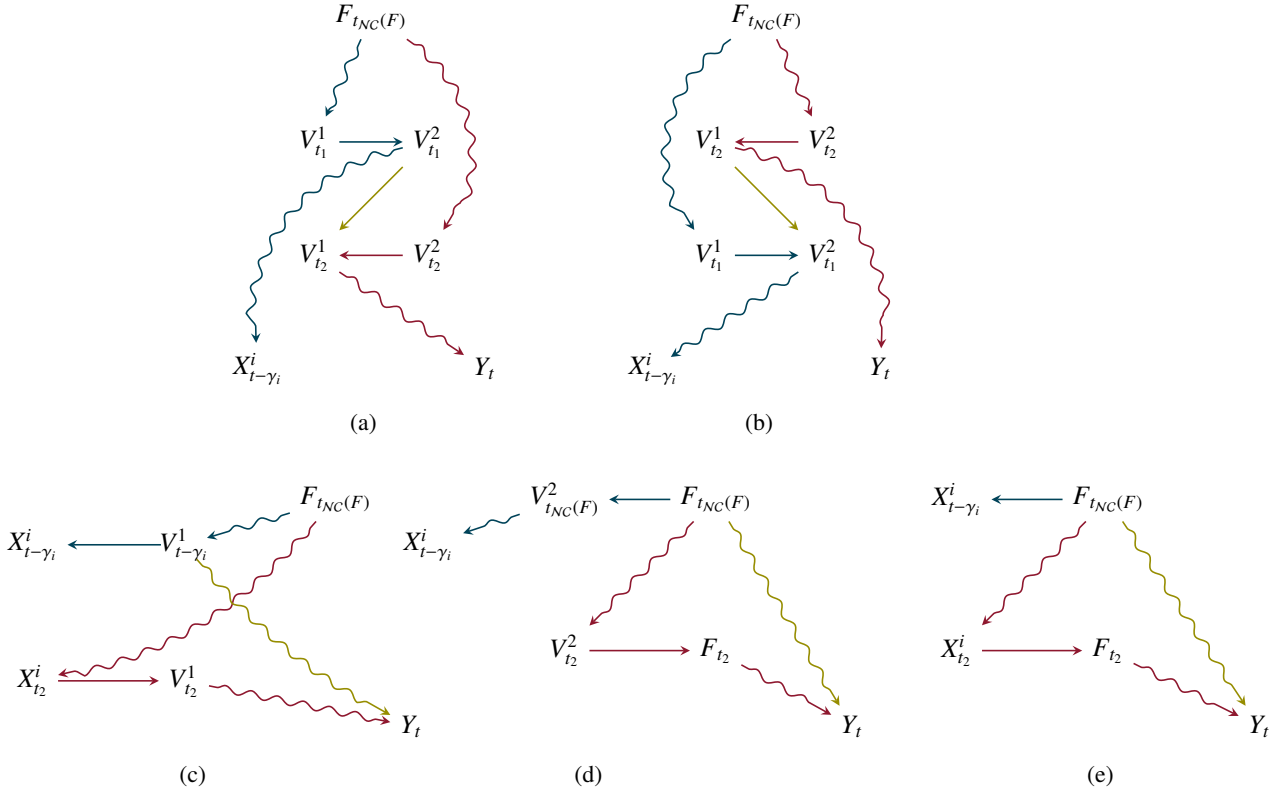 F_{t_{NC}(F)} F_{t_{NC}(F)}
V^1_{t_1} V^2_{t_1} V^1_{t_2} V^2_{t_2}
V^1_{t_2} V^2_{t_2} V^1_{t_1} V^2_{t_1}
X^i_{t-γ_i} Y_t X^i_{t-γ_i} Y_t
(a) (b)
F_{t_{NC}(F)} V^2_{t_{NC}(F)} F_{t_{NC}(F)} X^i_{t-γ_i} F_{t_{NC}(F)}
X^i_{t-γ_i} V^1_{t-γ_i} X^i_{t-γ_i}
X^i_{t_2} V^1_{t_2} V^2_{t_2} F_{t_2} X^i_{t_2} F_{t_2}
Y_t Y_t Y_t
(c) (d) (e)